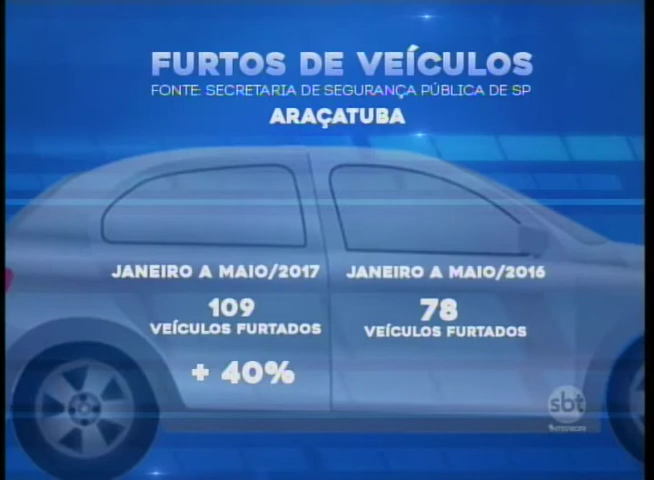 FURTOS DE VEÍCULOS
FONTE: SECRETARIA DE SEGURANÇA PÚBLICA DE SP
ARAÇATUBA
JANEIRO A MAIO/2017
109
VEÍCULOS FURTADOS
+ 40%
JANEIRO A MAIO/2016
78
VEÍCULOS FURTADOS
sbt